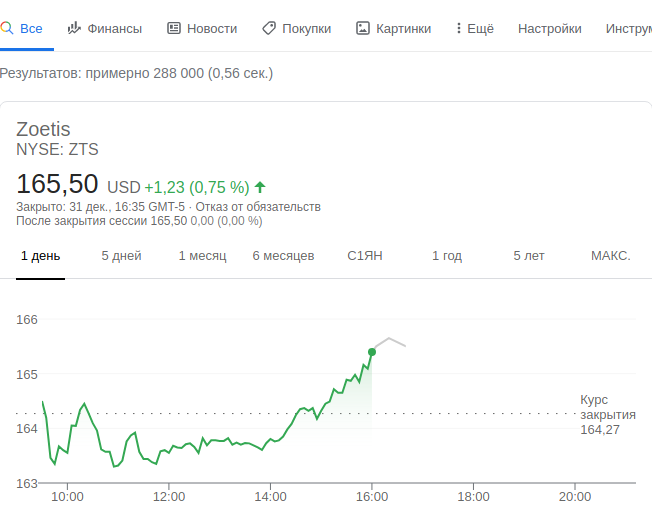 Все Финансы Новости Покупки Картинки Ещё Настройки Инструм
Результатов: примерно 288 000 (0,56 сек.)
Zoetis
NYSE: ZTS
165,50 USD +1,23 (0,75 %)
Закрыто: 31 дек., 16:35 GMT-5 · Отказ от обязательств
После закрытия сессии 165,50 0,00 (0,00 %)
1 день 5 дней 1 месяц 6 месяцев С1ЯН 1 год 5 лет МАКС.
166
165
164
163
Курс
закрытия
164,27
10:00 12:00 14:00 16:00 18:00 20:00